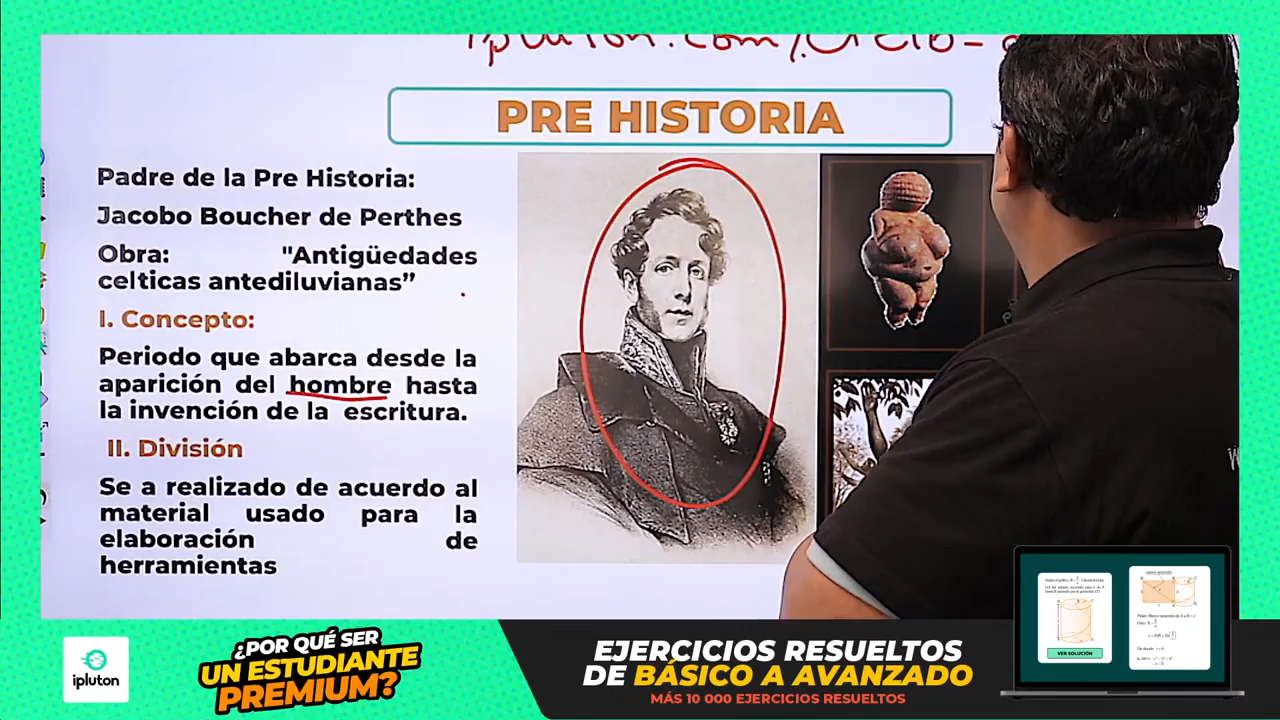 PRE HISTORIA
Padre de la Pre Historia:
Jacobo Boucher de Perthes
Obra: "Antigüedades
celticas antediluvianas”
I. Concepto:
Periodo que abarca desde la
aparición del hombre hasta
la invención de la escritura.
II. División
Se a realizado de acuerdo al
material usado para la
elaboración de
herramientas
ipluton
¿POR QUÉ SER
UN ESTUDIANTE
PREMIUM?
EJERCICIOS RESUELTOS
DE BÁSICO A AVANZADO
MÁS 10 000 EJERCICIOS RESUELTOS
VER SOLUCIÓN